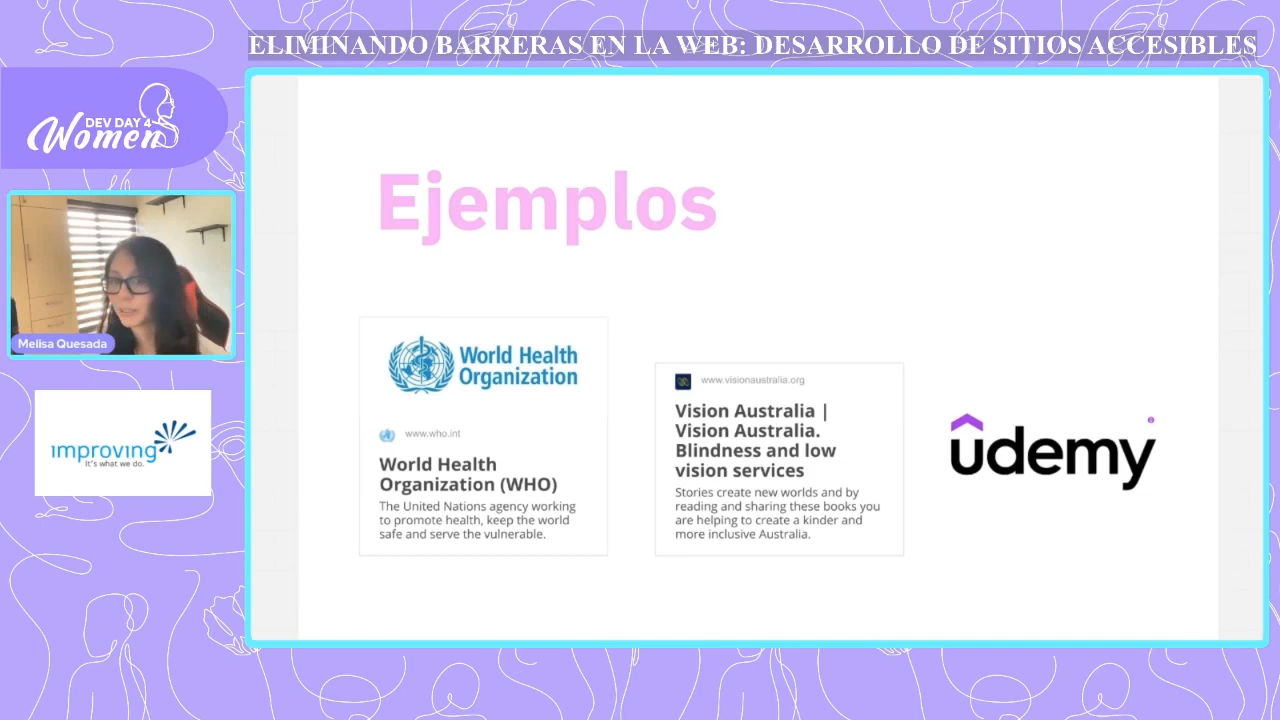 ELIMINANDO BARRERAS EN LA WEB: DESARROLLO DE SITIOS ACCESIBLES
DEV DAY 4
Women
Melisa Quesada
improving
It's what we do.
Ejemplos
World Health
Organization
www.who.int
World Health
Organization (WHO)
The United Nations agency working
to promote health, keep the world
safe and serve the vulnerable.
www.visionaustralia.org
Vision Australia |
Vision Australia.
Blindness and low
vision services
Stories create new worlds and by
reading and sharing these books you
are helping to create a kinder and
more inclusive Australia.
udemy